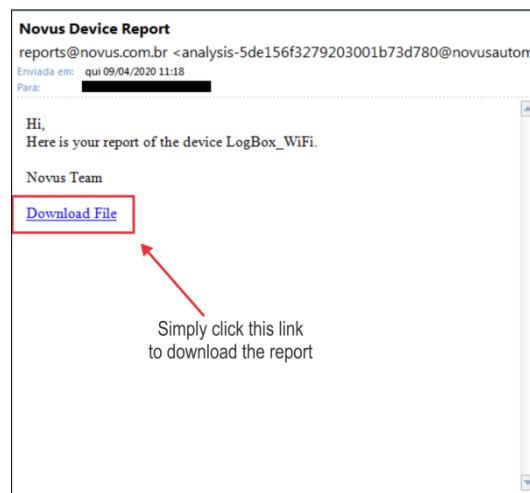 Novus Device Report
reports@novus.com.br <analysis-5de156f3279203001b73d780@novusautom
Enviada em: qui 09/04/2020 11:18
Para:
Hi,
Here is your report of the device LogBox_WiFi.
Novus Team
Download File
Simply click this link
to download the report